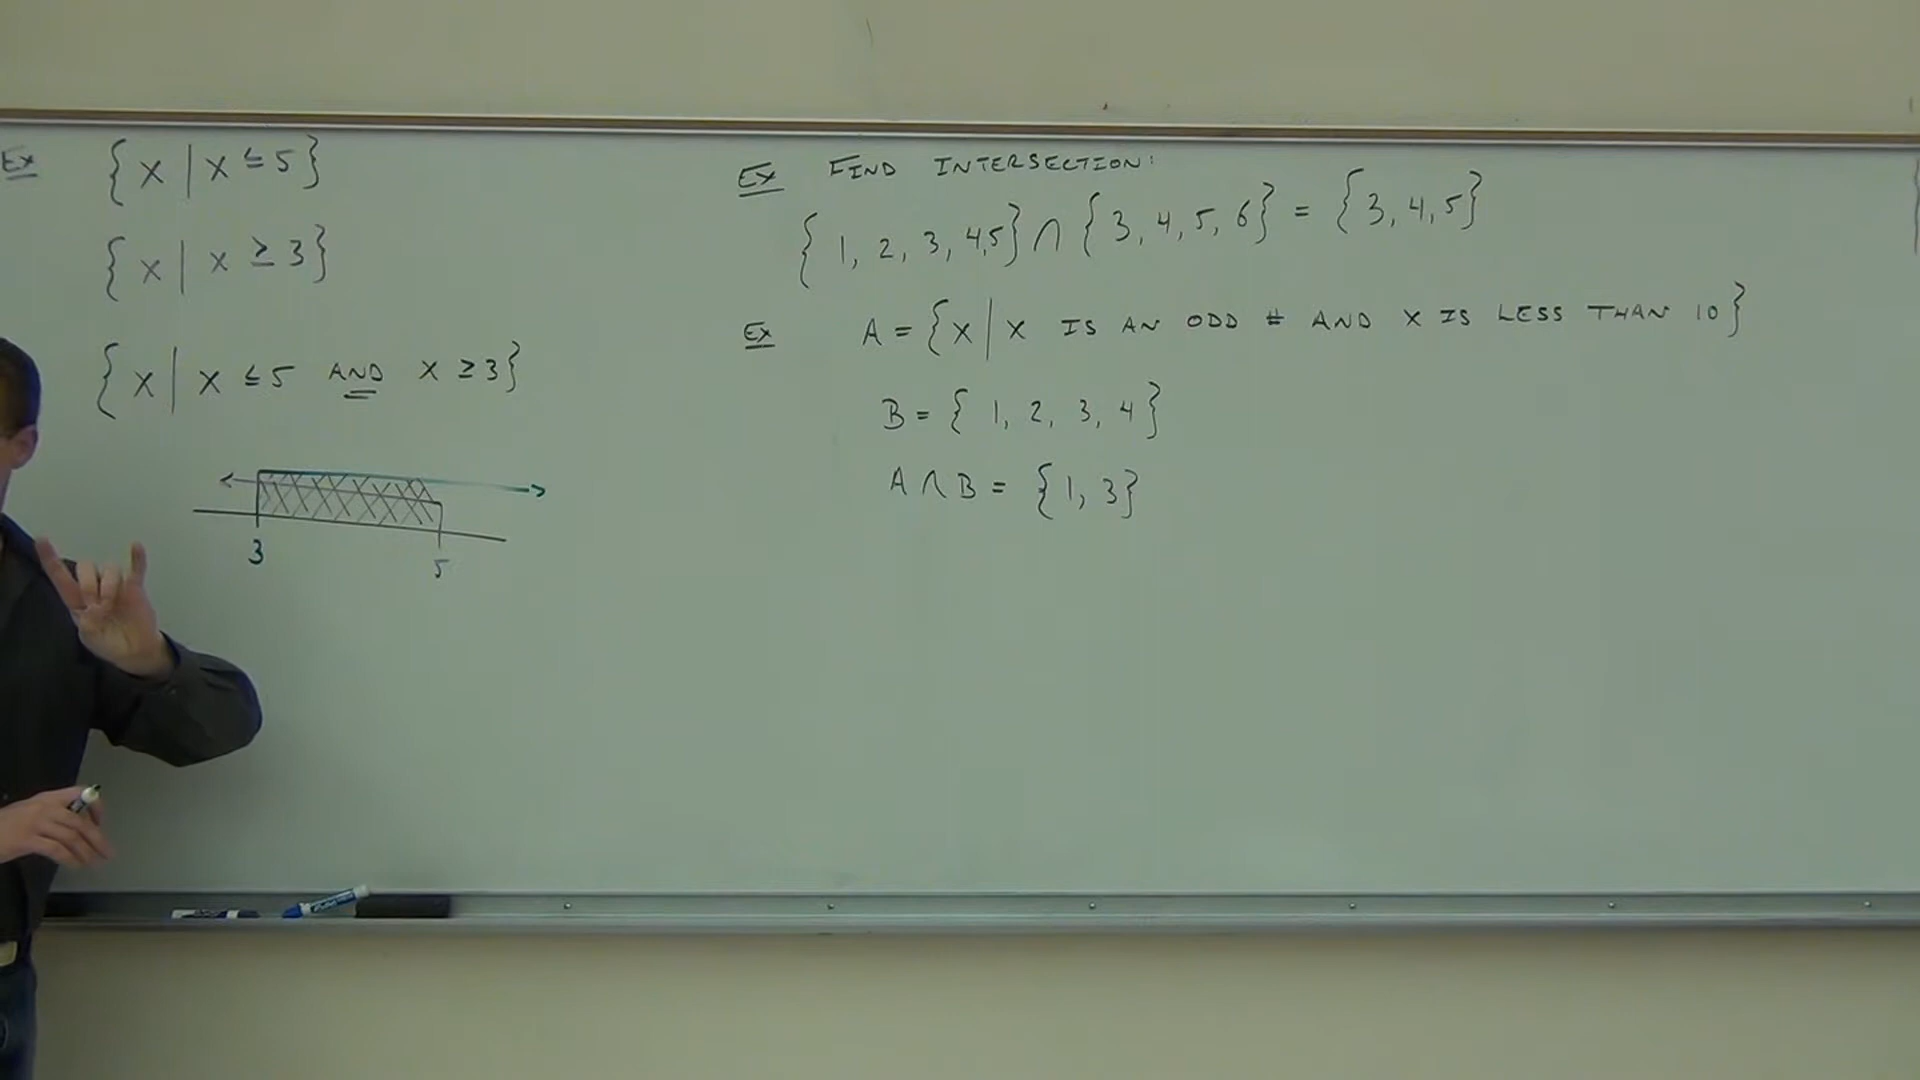 Ex { x | x ≤ 5 }
{ x | x ≥ 3 }
{ x | x ≤ 5 AND x ≥ 3 }
3 5
Ex FIND INTERSECTION:
{ 1, 2, 3, 4,5 } ∩ { 3, 4, 5, 6 } = { 3, 4, 5 }
Ex A = { x | x IS AN ODD # AND X IS LESS THAN 10 }
B = { 1, 2, 3, 4 }
A ∩ B = { 1, 3 }